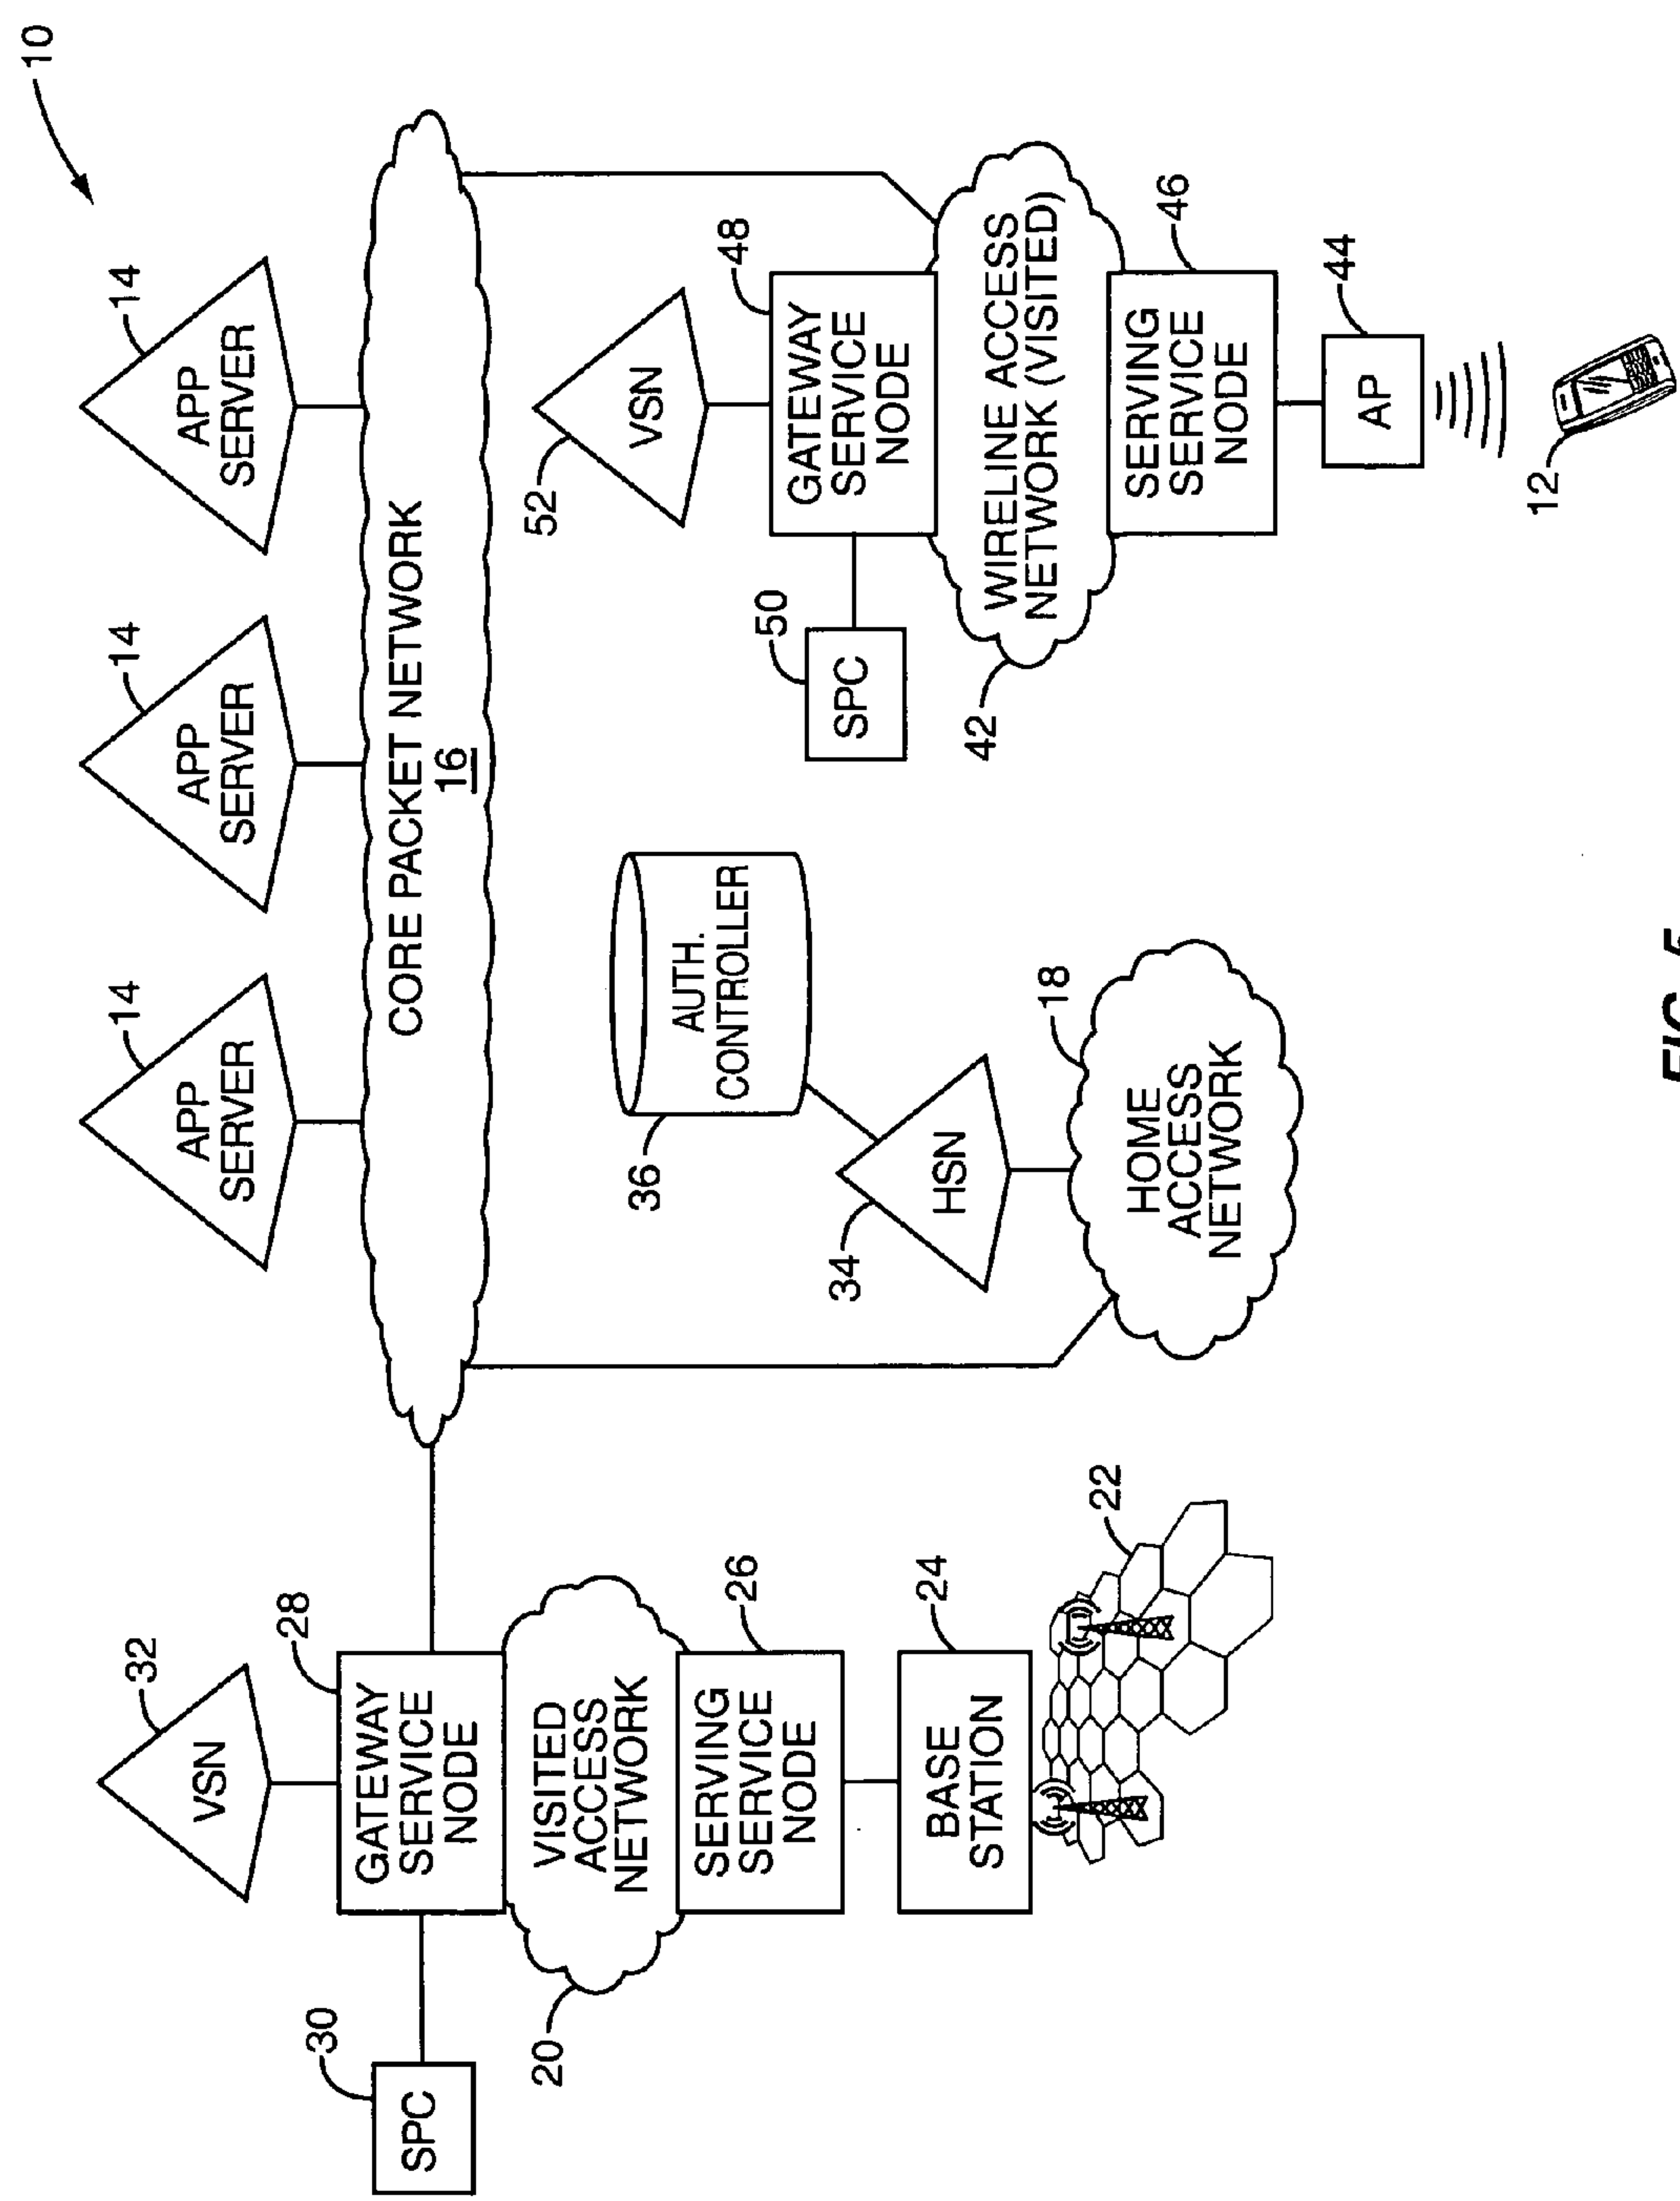 10
14
APP
SERVER
14
APP
SERVER
14
APP
SERVER
CORE PACKET NETWORK
16
32
VSN
28
GATEWAY
SERVICE
NODE
30
SPC
VISITED
ACCESS
NETWORK
20
26
SERVING
SERVICE
NODE
24
BASE
STATION
22
36
AUTH.
CONTROLLER
34
HSN
18
HOME
ACCESS
NETWORK
52
VSN
48
GATEWAY
SERVICE
NODE
50
SPC
42
WIRELINE ACCESS
NETWORK (VISITED)
46
SERVING
SERVICE
NODE
44
AP
12